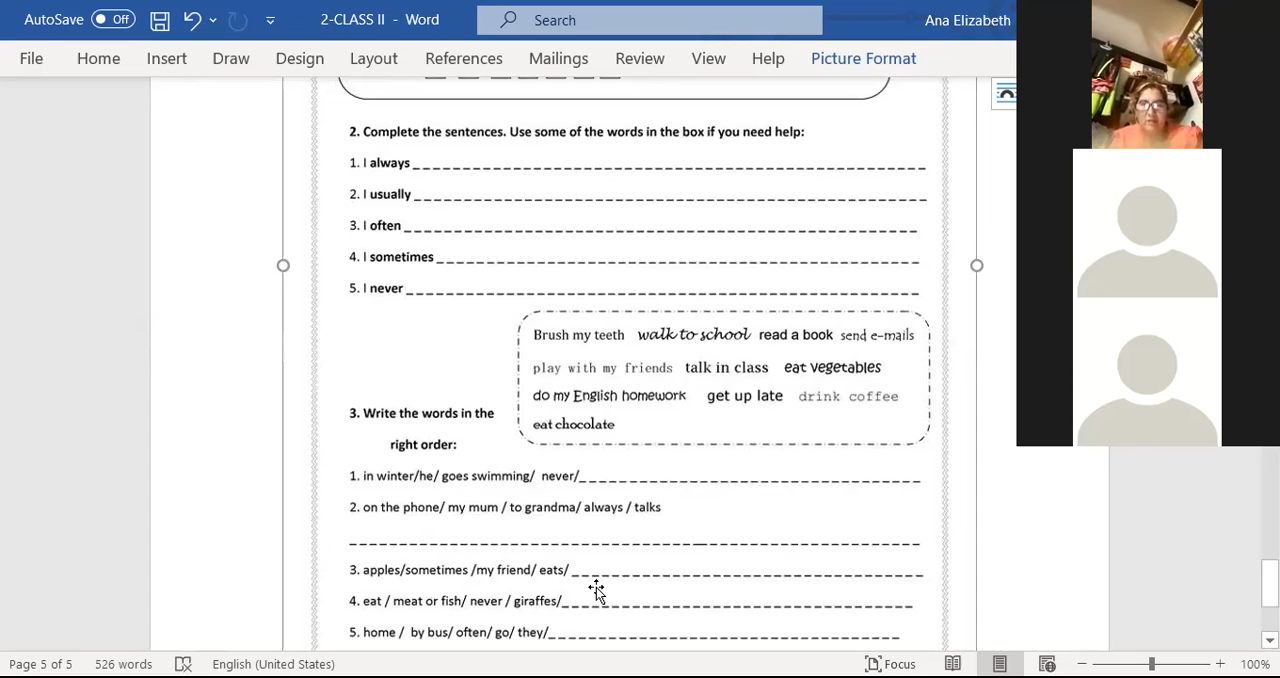 AutoSave Off 2-CLASS II - Word Search Ana Elizabeth
File Home Insert Draw Design Layout References Mailings Review View Help Picture Format
2. Complete the sentences. Use some of the words in the box if you need help:
1. I always
2. I usually
3. I often
4. I sometimes
5. I never
Brush my teeth walk to school read a book send e-mails
play with my friends talk in class eat vegetables
do my English homework get up late drink coffee
eat chocolate
3. Write the words in the
right order:
1. in winter/he/ goes swimming/ never/
2. on the phone/ my mum / to grandma/ always / talks
3. apples/sometimes /my friend/ eats/
4. eat / meat or fish/ never / giraffes/
5. home / by bus/ often/ go/ they/
Page 5 of 5 526 words English (United States) Focus 100%